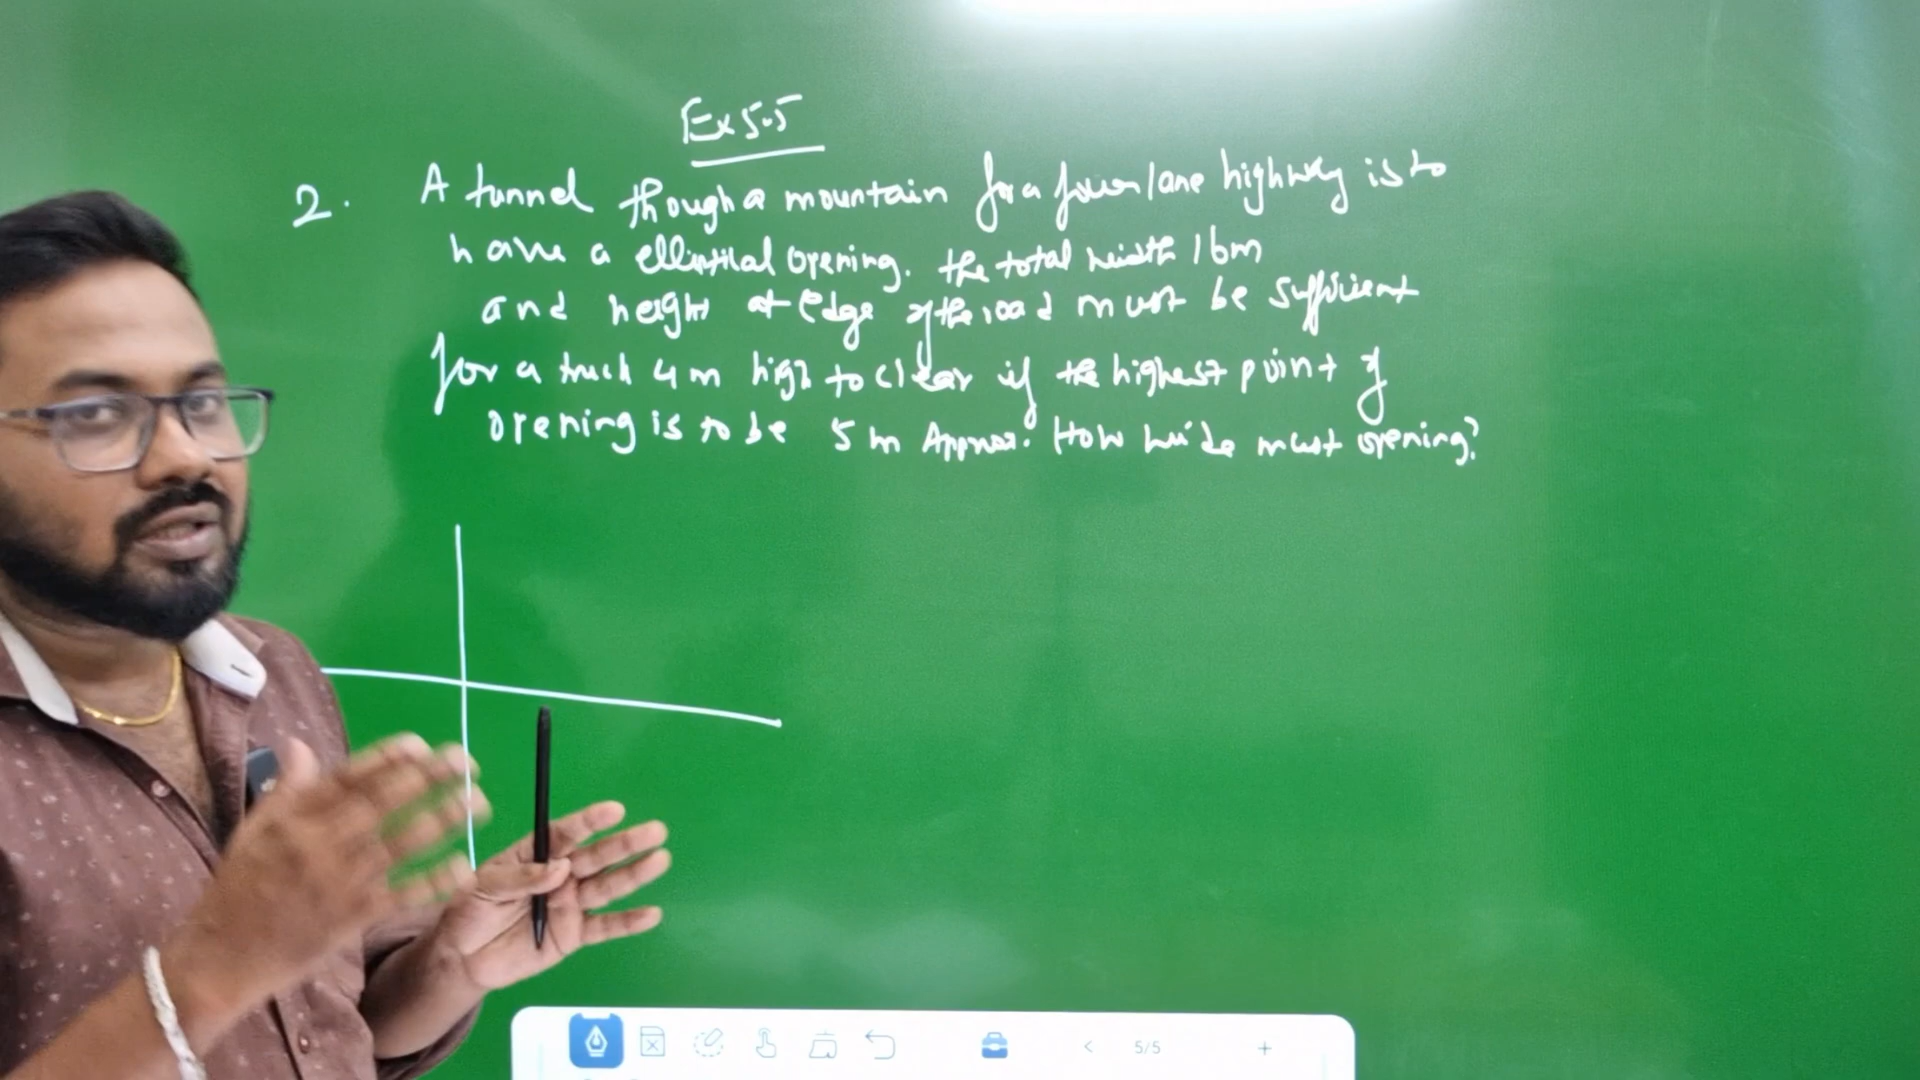 Ex 5.5
2. A tunnel though a mountain for a four lane highway is to
have a elliptical opening. the total width 16m
and height at edge of the road must be sufficient
for a truck 4m high to clear if the highest point of
opening is to be 5m Approx. How wide must opening?
5/5